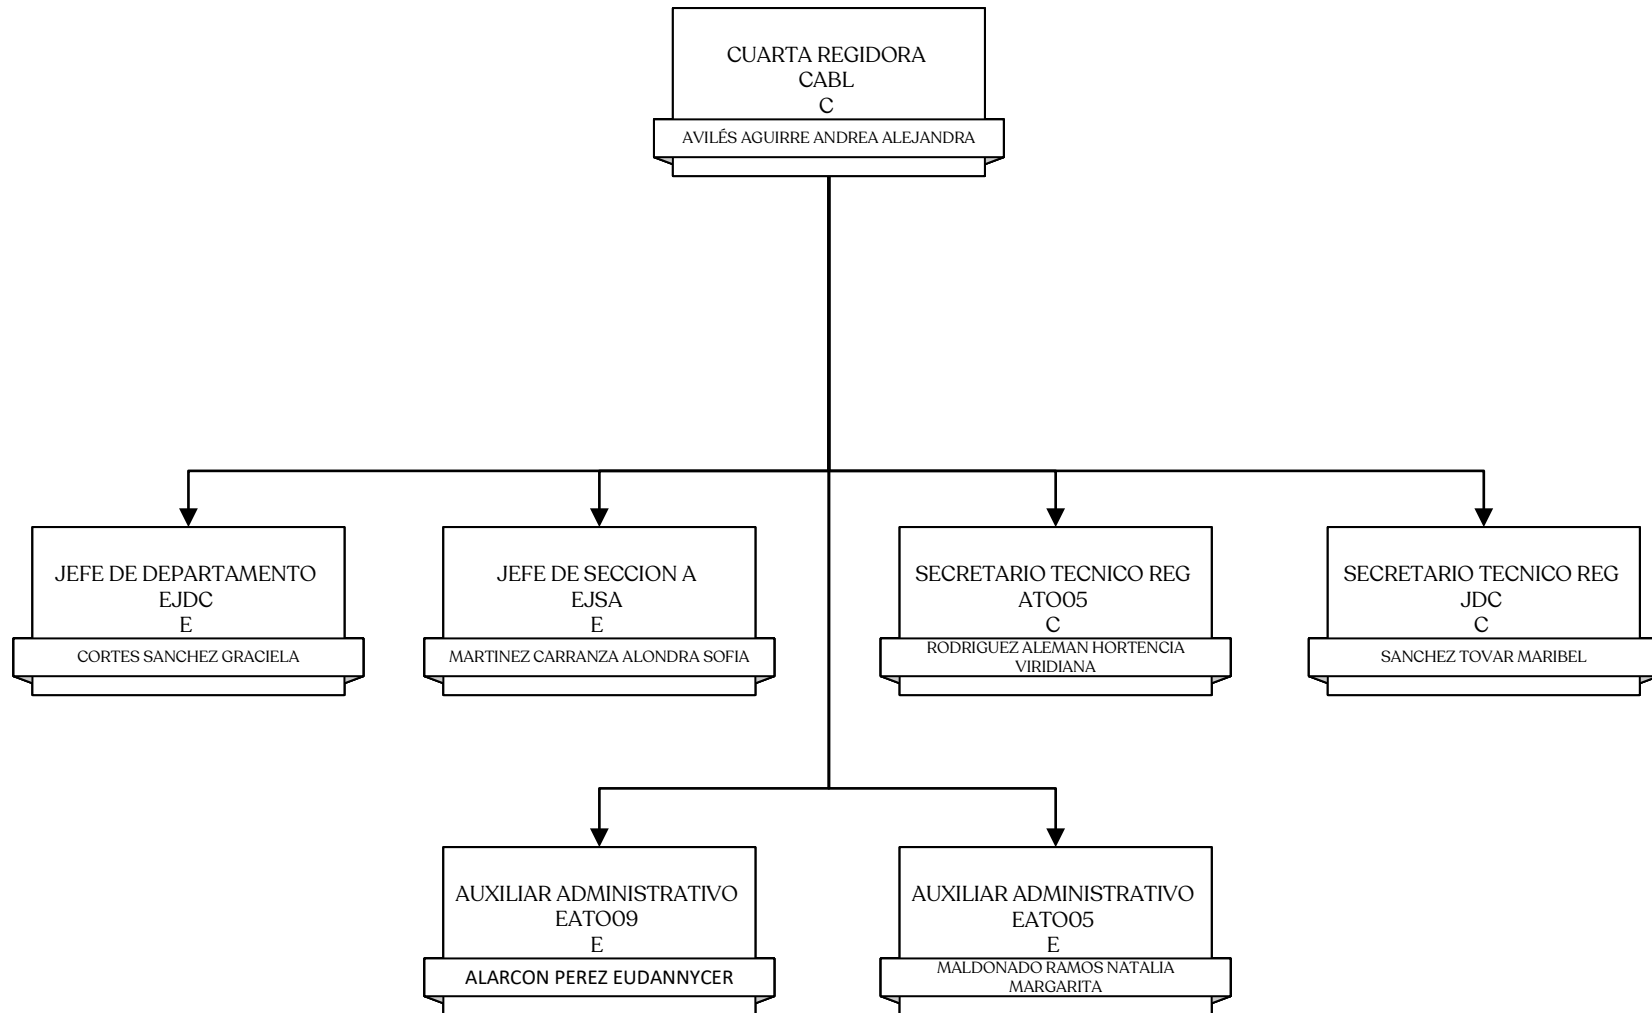 CUARTA REGIDORA
CABL
C
AVILÉS AGUIRRE ANDREA ALEJANDRA
JEFE DE DEPARTAMENTO
EJDC
E
CORTES SANCHEZ GRACIELA
JEFE DE SECCION A
EJSA
E
MARTINEZ CARRANZA ALONDRA SOFIA
SECRETARIO TECNICO REG
ATO05
C
RODRIGUEZ ALEMAN HORTENCIA
VIRIDIANA
SECRETARIO TECNICO REG
JDC
C
SANCHEZ TOVAR MARIBEL
AUXILIAR ADMINISTRATIVO
EATO09
E
ALARCON PEREZ EUDANNYCER
AUXILIAR ADMINISTRATIVO
EATO05
E
MALDONADO RAMOS NATALIA
MARGARITA